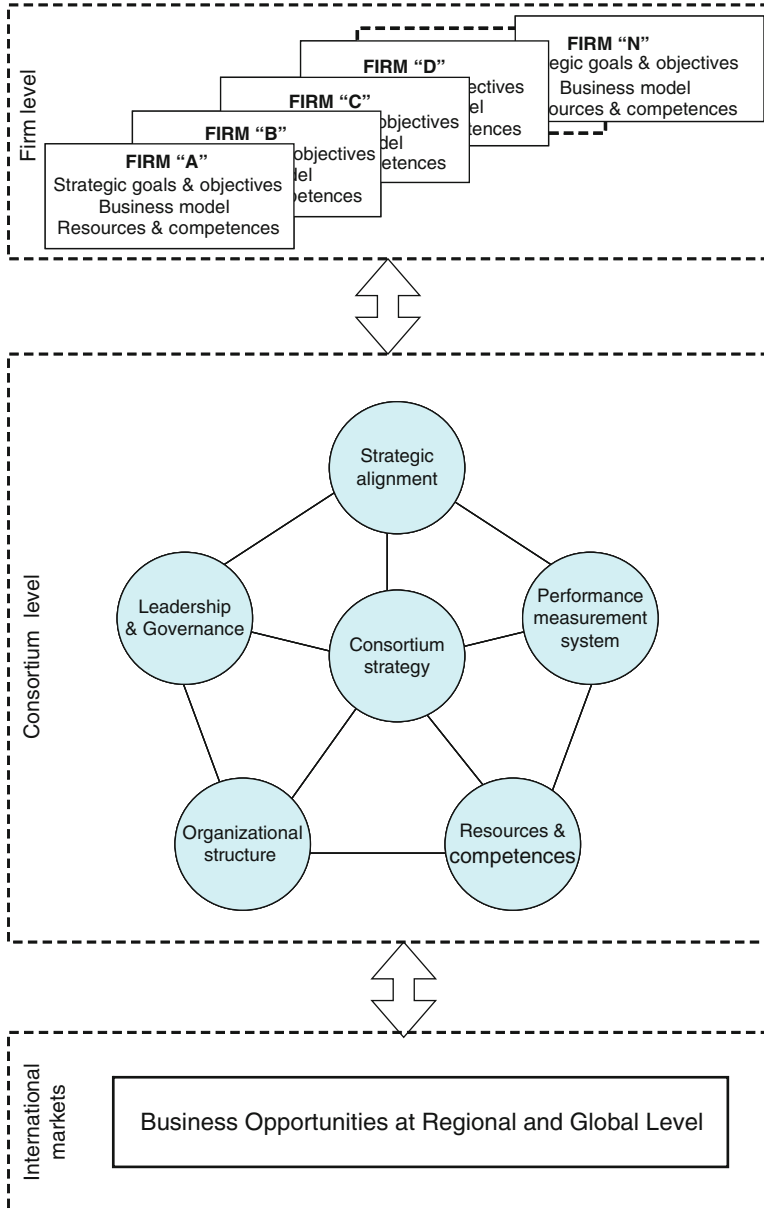 Firm level
FIRM “N”
egic goals & objectives
Business model
ources & competences
FIRM “D”
ectives
el
tences
FIRM “C”
objectives
del
etences
FIRM “B”
objectives
del
petences
FIRM “A”
Strategic goals & objectives
Business model
Resources & competences
Consortium level
Strategic
alignment
Leadership
& Governance
Performance
measurement
system
Consortium
strategy
Organizational
structure
Resources &
competences
International
markets
Business Opportunities at Regional and Global Level